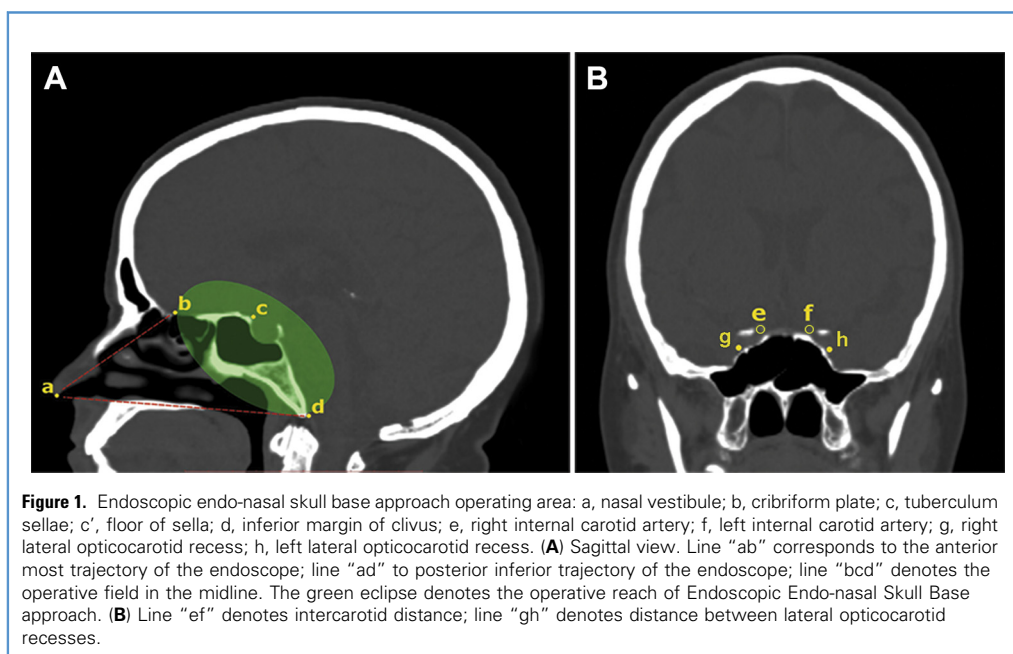 A
B
b
c
a
d
e
f
g
h
Figure 1. Endoscopic endo-nasal skull base approach operating area: a, nasal vestibule; b, cribriform plate; c, tuberculum
sellae; c’, floor of sella; d, inferior margin of clivus; e, right internal carotid artery; f, left internal carotid artery; g, right
lateral opticocarotid recess; h, left lateral opticocarotid recess. (A) Sagittal view. Line “ab” corresponds to the anterior
most trajectory of the endoscope; line “ad” to posterior inferior trajectory of the endoscope; line “bcd” denotes the
operative field in the midline. The green eclipse denotes the operative reach of Endoscopic Endo-nasal Skull Base
approach. (B) Line “ef” denotes intercarotid distance; line “gh” denotes distance between lateral opticocarotid
recesses.